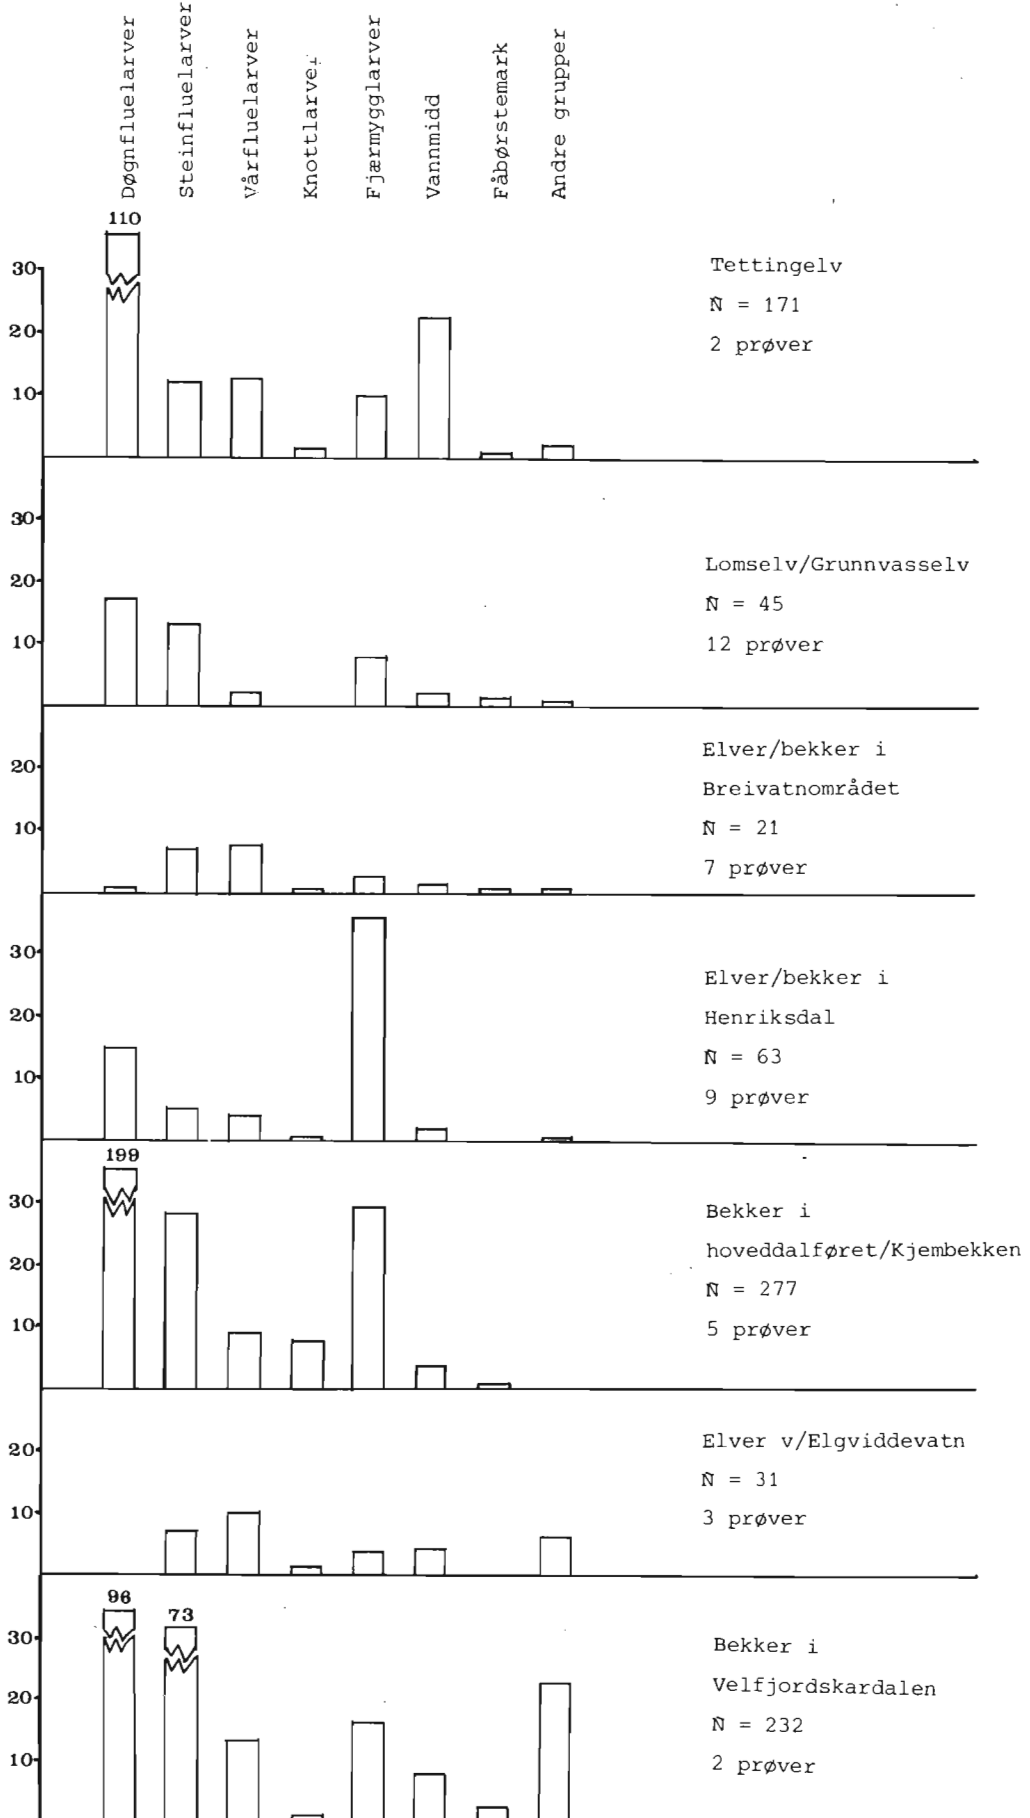 Døgnfluelarver
Steinfluelarver
Vårfluelarver
Knottlarver
Fjærmygglarver
Vannmidd
Fåbørstemark
Andre grupper
110
30
20
10
Tettingelv
N̄ = 171
2 prøver
30
20
10
Lomselv/Grunnvasselv
N̄ = 45
12 prøver
20
10
Elver/bekker i
Breivatnområdet
N̄ = 21
7 prøver
30
20
10
Elver/bekker i
Henriksdal
N̄ = 63
9 prøver
199
30
20
10
Bekker i
hoveddalføret/Kjembekken
N̄ = 277
5 prøver
20
10
Elver v/Elgviddevatn
N̄ = 31
3 prøver
96
73
30
20
10
Bekker i
Velfjordskardalen
N̄ = 232
2 prøver